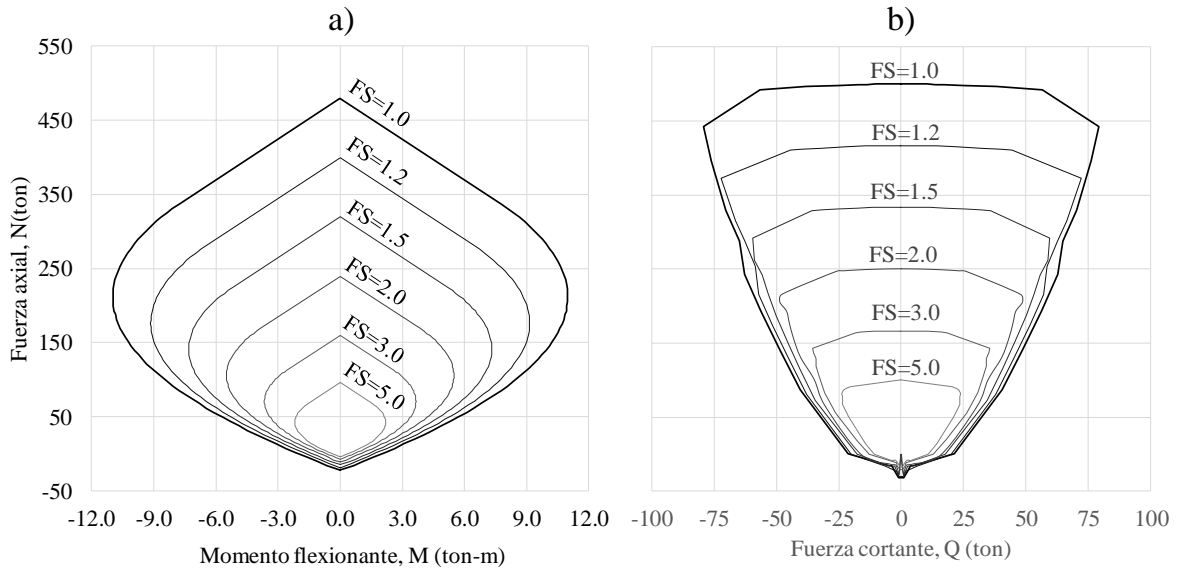 a)
550
450
350
250
150
50
-50
Fuerza axial, N(ton)
FS=1.0
FS=1.2
FS=1.5
FS=2.0
FS=3.0
FS=5.0
-12.0 -9.0 -6.0 -3.0 0.0 3.0 6.0 9.0 12.0
Momento flexionante, M (ton-m)
b)
FS=1.0
FS=1.2
FS=1.5
FS=2.0
FS=3.0
FS=5.0
-100 -75 -50 -25 0 25 50 75 100
Fuerza cortante, Q (ton)